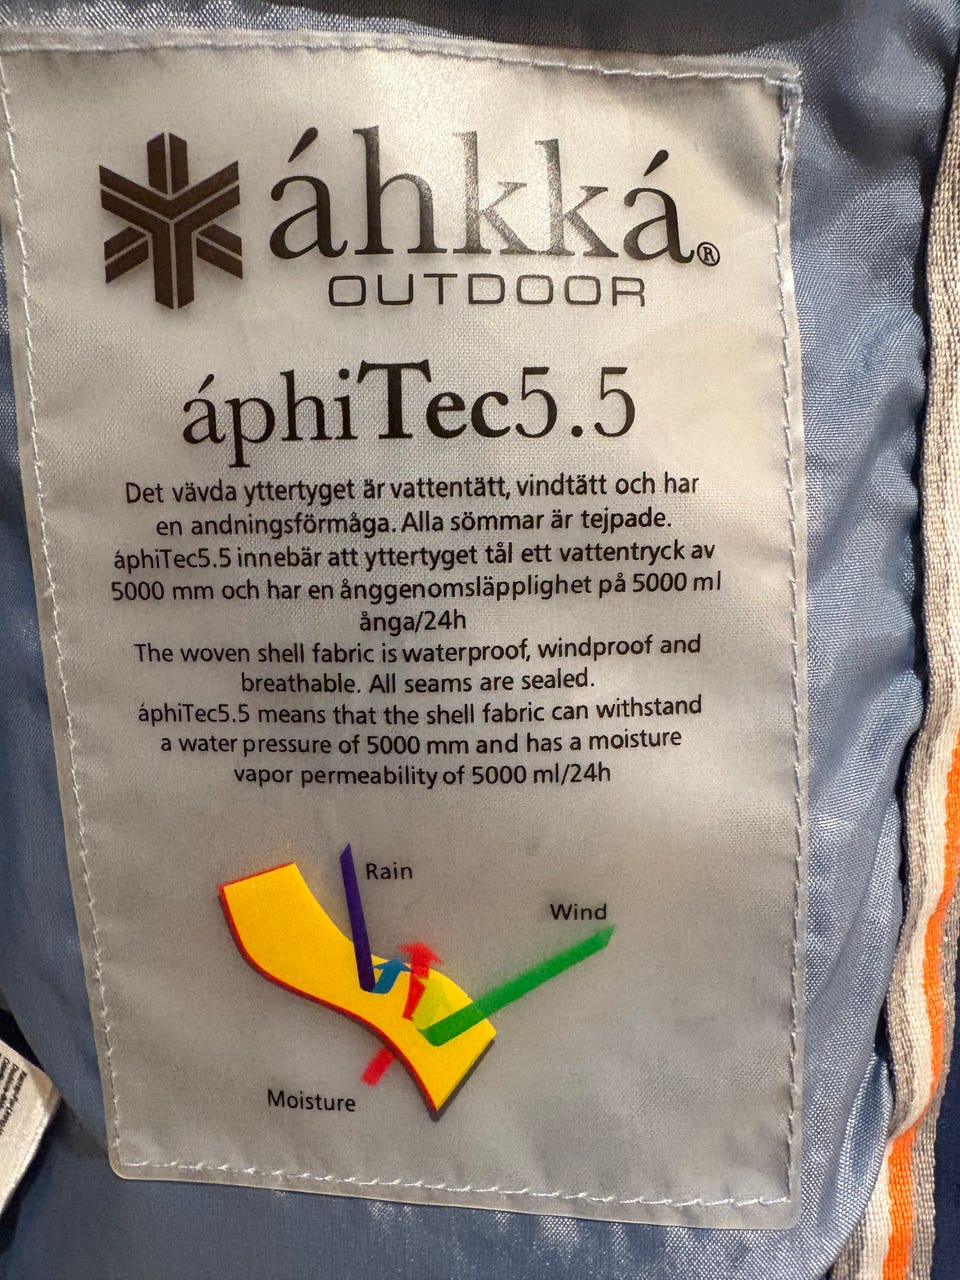 áhkká®
OUTDOOR
áphiTec5.5
Det vävda yttertyget är vattentätt, vindtätt och har
en andningsförmåga. Alla sömmar är tejpade.
áphiTec5.5 innebär att yttertyget tål ett vattentryck av
5000 mm och har en ånggenomsläpplighet på 5000 ml
ånga/24h
The woven shell fabric is waterproof, windproof and
breathable. All seams are sealed.
áphiTec5.5 means that the shell fabric can withstand
a water pressure of 5000 mm and has a moisture
vapor permeability of 5000 ml/24h
Rain
Wind
Moisture